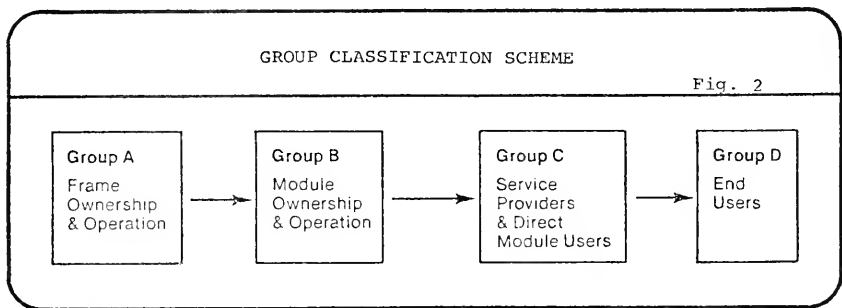 GROUP CLASSIFICATION SCHEME
Fig. 2
Group A
Frame
Ownership
& Operation
Group B
Module
Ownership
& Operation
Group C
Service
Providers
& Direct
Module Users
Group D
End
Users